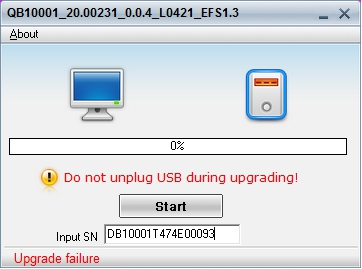 QB10001_20.00231_0.0.4_L0421_EFS1.3
About
0%
Do not unplug USB during upgrading!
Start
Input SN DB10001T474E00093
Upgrade failure